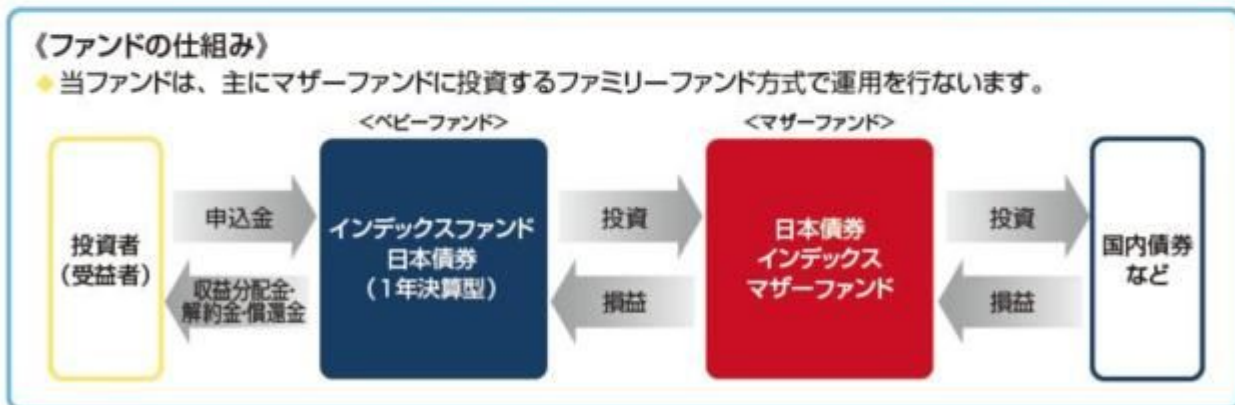 《ファンドの仕組み》
◆当ファンドは、主にマザーファンドに投資するファミリーファンド方式で運用を行ないます。
<ベビーファンド>
<マザーファンド>
投資者
(受益者)
申込金
収益分配金・
解約金・償還金
インデックスファンド
日本債券
(1年決算型)
投資
損益
日本債券
インデックス
マザーファンド
投資
損益
国内債券
など